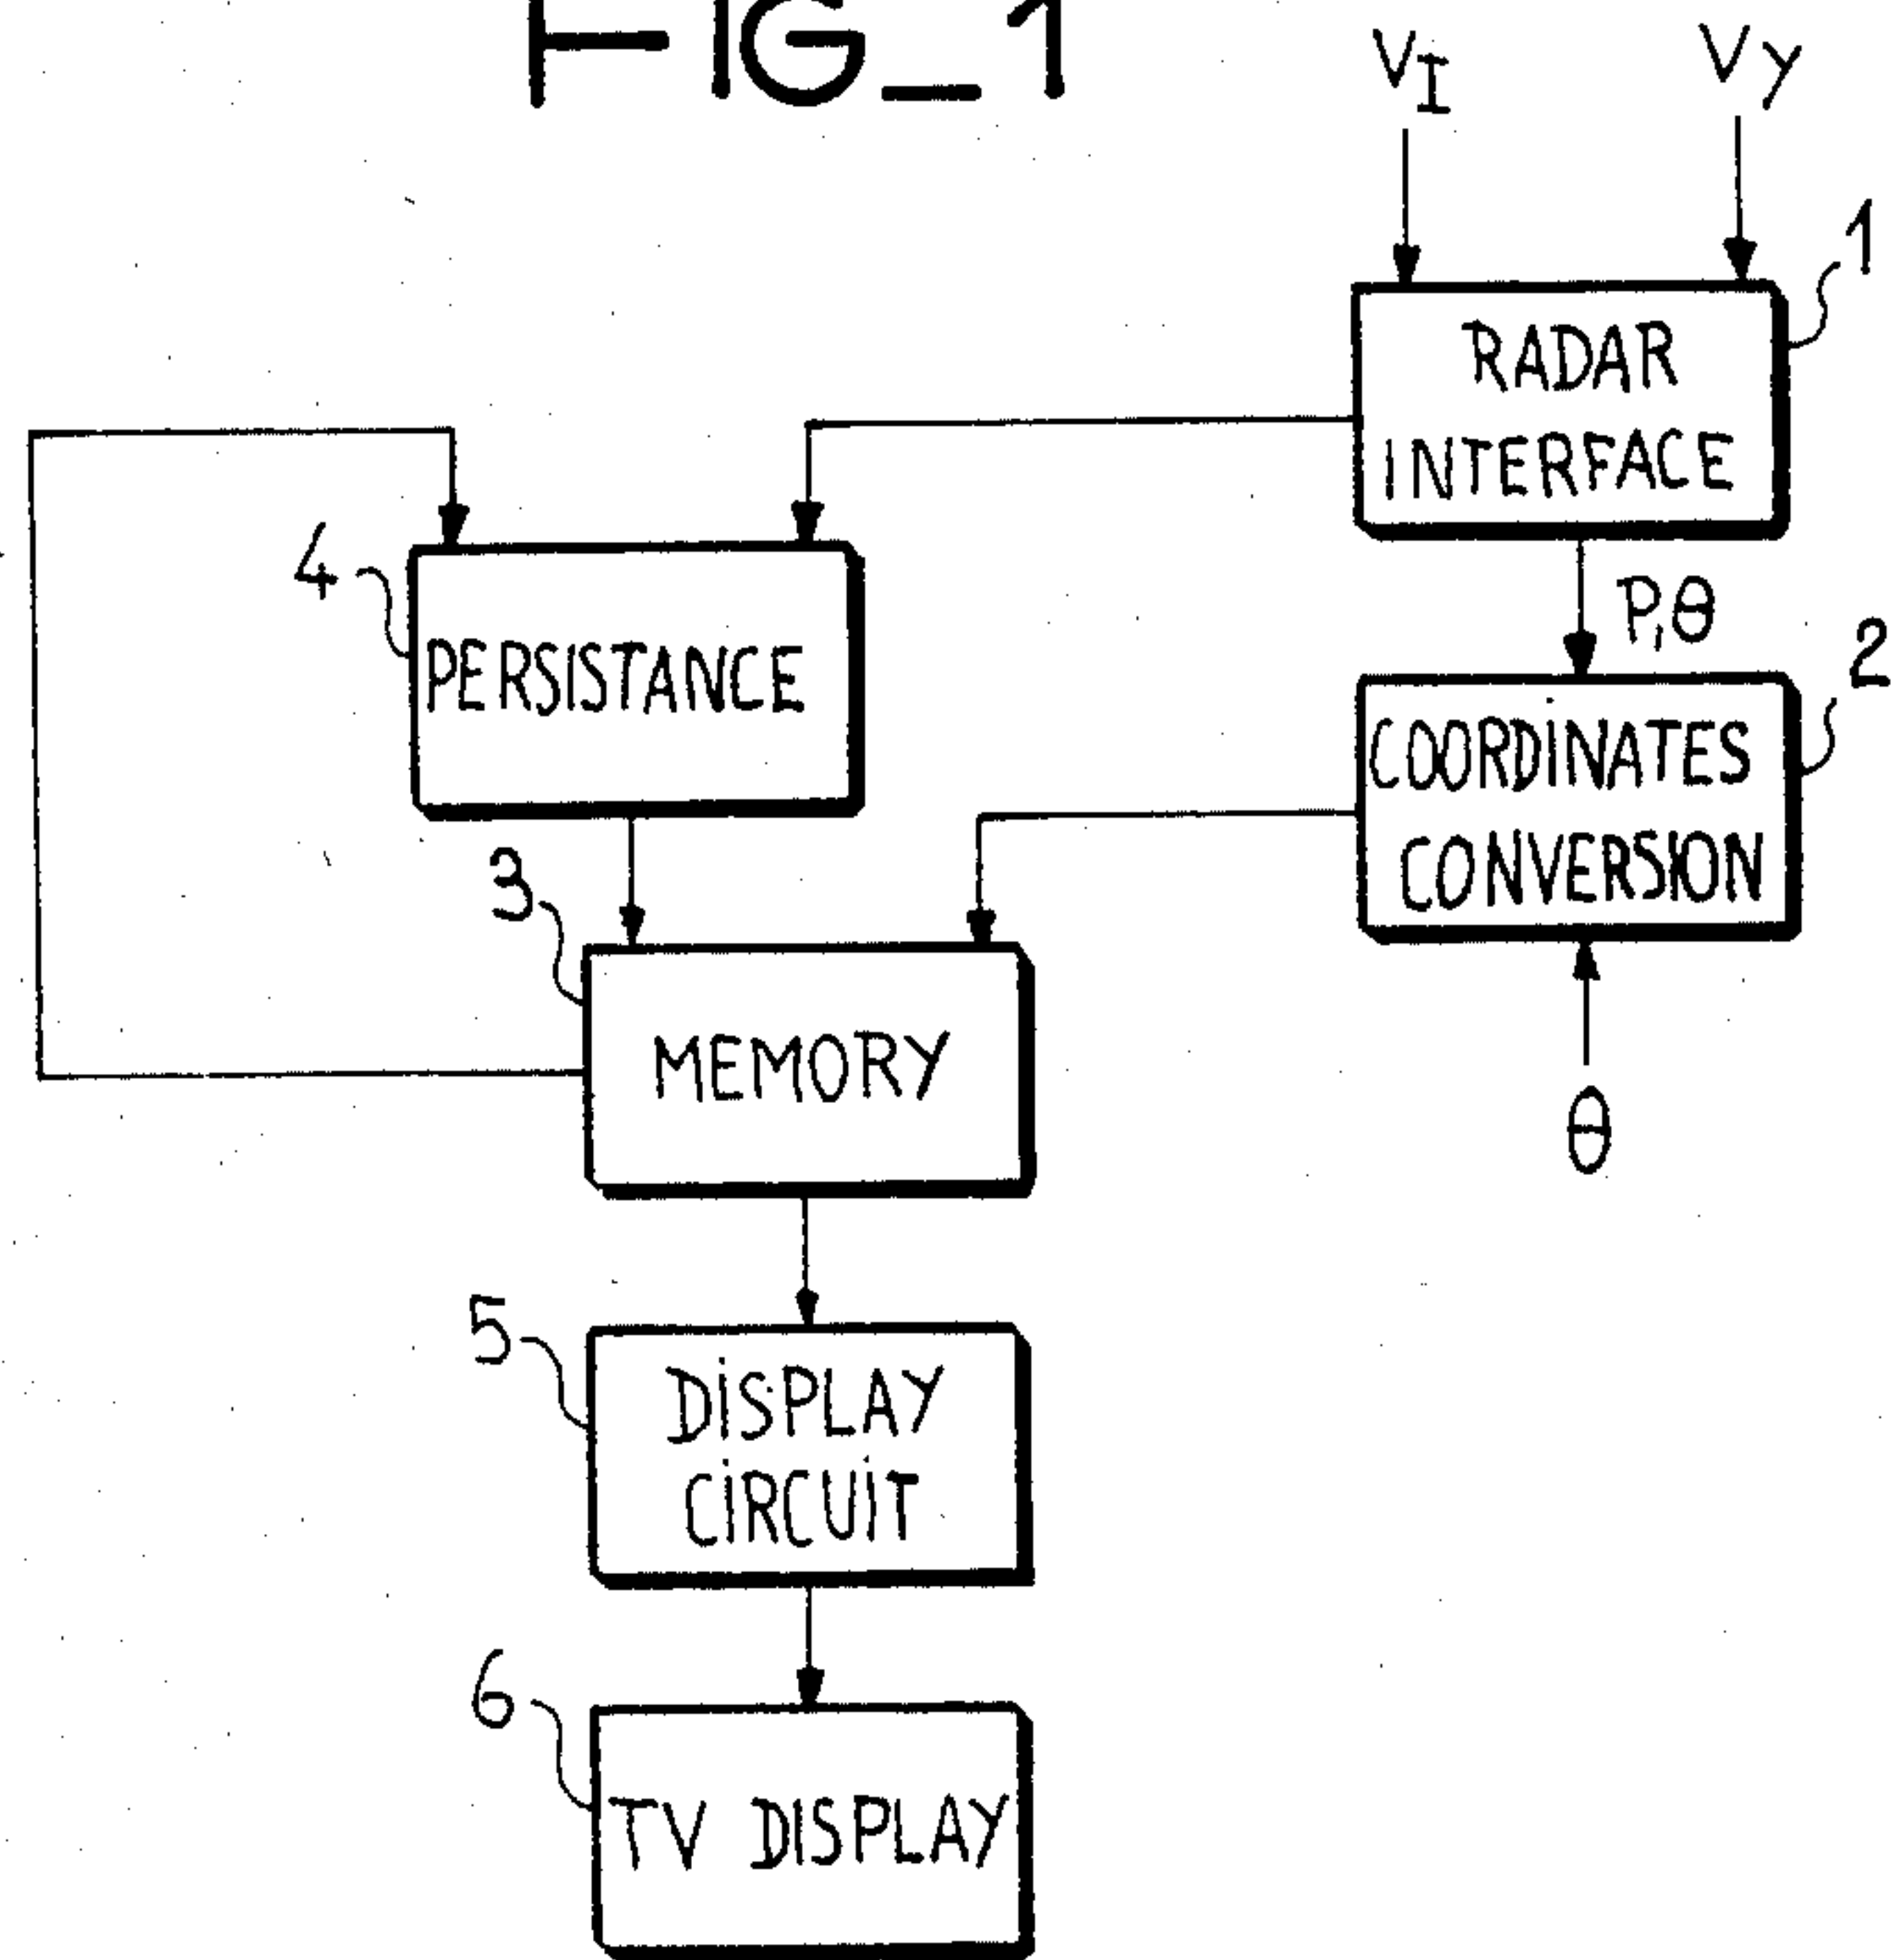 FIG_1
VI
Vy
1
RADAR
INTERFACE
4
PERSISTANCE
P,θ
2
COORDINATES
CONVERSION
3
MEMORY
θ
5
DISPLAY
CIRCUIT
6
TV DISPLAY